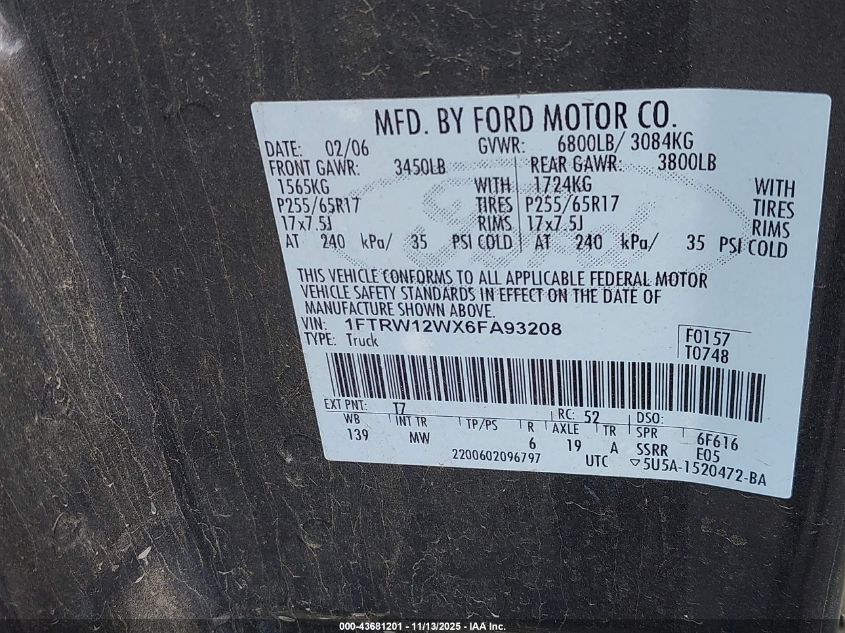 MFD. BY FORD MOTOR CO.
DATE: 02/06 GVWR: 6800LB/ 3084KG
FRONT GAWR: 3450LB REAR GAWR: 3800LB
1565KG WITH 1724KG WITH
P255/65R17 TIRES P255/65R17 TIRES
17x7.5J RIMS 17x7.5J RIMS
AT 240 kPa/ 35 PSI COLD AT 240 kPa/ 35 PSI COLD
THIS VEHICLE CONFORMS TO ALL APPLICABLE FEDERAL MOTOR
VEHICLE SAFETY STANDARDS IN EFFECT ON THE DATE OF
MANUFACTURE SHOWN ABOVE.
VIN: 1FTRW12WX6FA93208 F0157
TYPE: Truck T0748
EXT PNT: T7 RC: 52 DSO:
WB INT TR TP/PS R AXLE TR SPR 6F616
139 MW 6 19 A SSRR E05
2200602096797 UTC ▽5U5A-1520472-BA
000-43681201 - 11/13/2025 - IAA Inc.